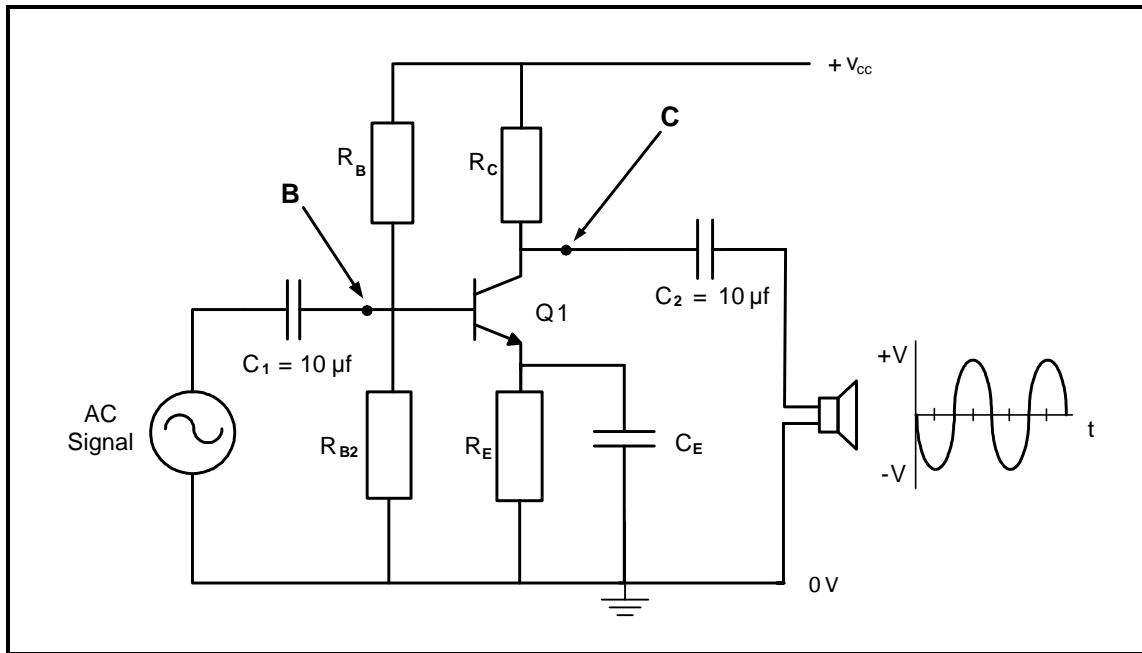 + Vcc
C
RB
RC
B
Q1
C2 = 10 µf
C1 = 10 µf
+V
AC
Signal
RB2
RE
CE
t
-V
0 V